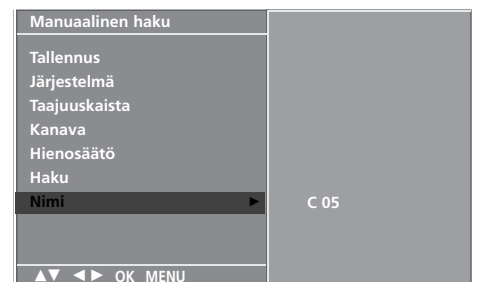 Manuaalinen haku
Tallennus
Järjestelmä
Taajuuskaista
Kanava
Hienosäätö
Haku
Nimi ► C 05
▲▼ ◄► OK MENU